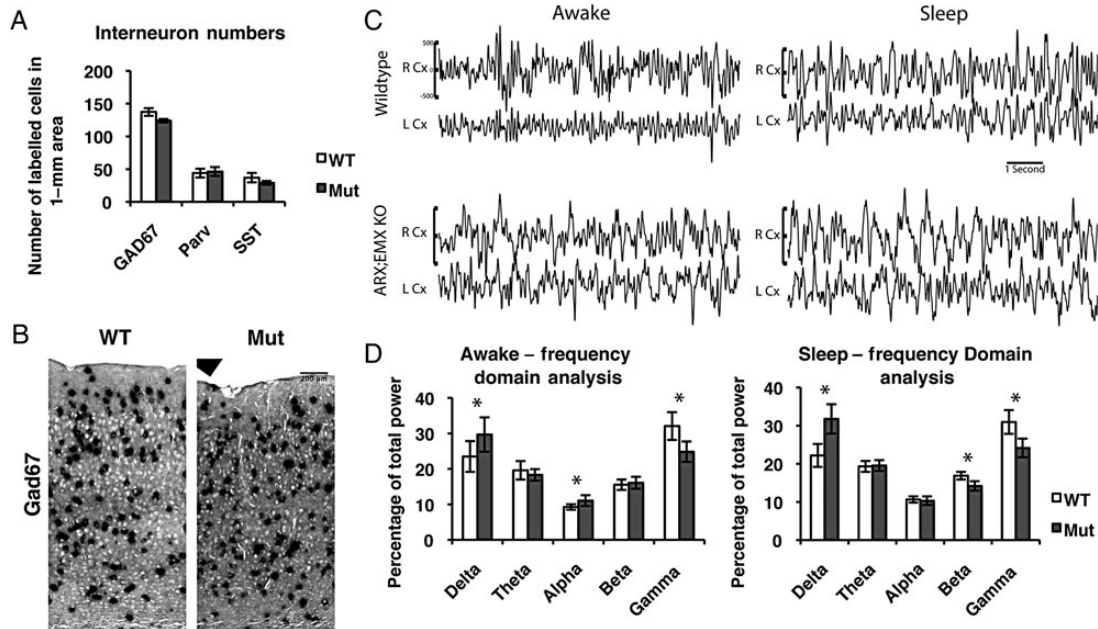 A
Interneuron numbers
Number of labelled cells in
1–mm area
200
150
100
50
0
GAD67
Parv
SST
WT
Mut
B
WT
Mut
200 µm
Gad67
C
Awake
Sleep
Wildtype
500
0
-500
R Cx
L Cx
R Cx
L Cx
1 Second
ARX;EMX KO
R Cx
L Cx
R Cx
L Cx
D
Awake – frequency
domain analysis
Percentage of total power
40
30
20
10
0
*
*
*
Delta
Theta
Alpha
Beta
Gamma
Sleep – frequency Domain
analysis
Percentage of total power
40
30
20
10
0
*
*
*
Delta
Theta
Alpha
Beta
Gamma
WT
Mut